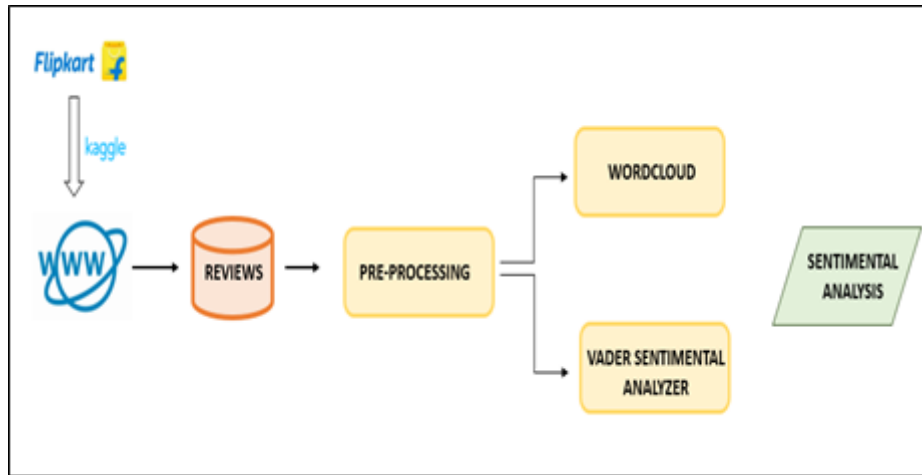 Flipkart
kaggle
WWW
REVIEWS
PRE-PROCESSING
WORDCLOUD
VADER SENTIMENTAL
ANALYZER
SENTIMENTAL
ANALYSIS